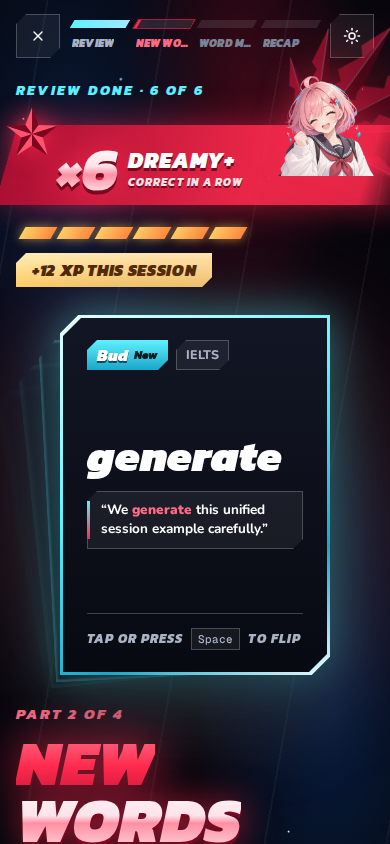 REVIEW
NEW WO...
WORD M...
RECAP
REVIEW DONE · 6 OF 6
×6
DREAMY+
CORRECT IN A ROW
+12 XP THIS SESSION
Bud New
IELTS
generate
“We generate this unified
session example carefully.”
TAP OR PRESS Space TO FLIP
PART 2 OF 4
NEW
WORDS